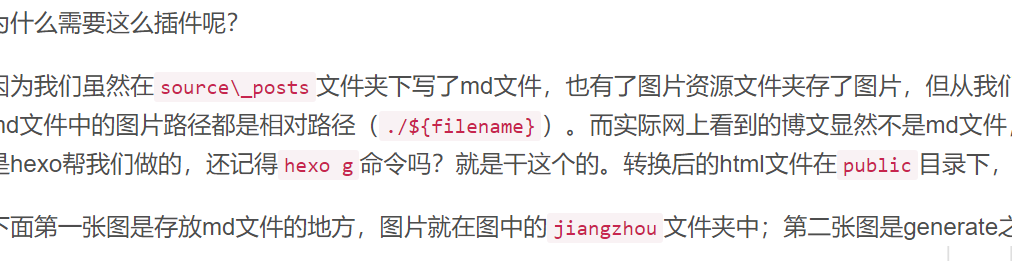 为什么需要这么插件呢？
因为我们虽然在source\_posts文件夹下写了md文件，也有了图片资源文件夹存了图片，但从我们
md文件中的图片路径都是相对路径（./${filename}）。而实际网上看到的博文显然不是md文件，
是hexo帮我们做的，还记得hexo g命令吗？就是干这个的。转换后的html文件在public目录下，
下面第一张图是存放md文件的地方，图片就在图中的jiangzhou文件夹中；第二张图是generate之